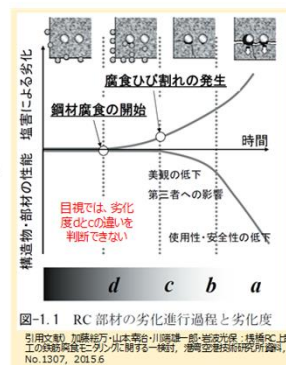 塩害による劣化
構造物・部材の性能
腐食ひび割れの発生
鋼材腐食の開始
時間
美観の低下
第三者への影響
目視では、劣化
度dとcの違いを
判断できない
使用性・安全性の低下
d c b a
図-1.1 RC 部材の劣化進行過程と劣化度
引用文献)加藤絵万・山本幸治・川端雄一郎・岩波光保:桟橋RC上部
工の鉄筋腐食モニタリングに関する一検討,港湾空港技術研究所資料,
No.1307, 2015.6